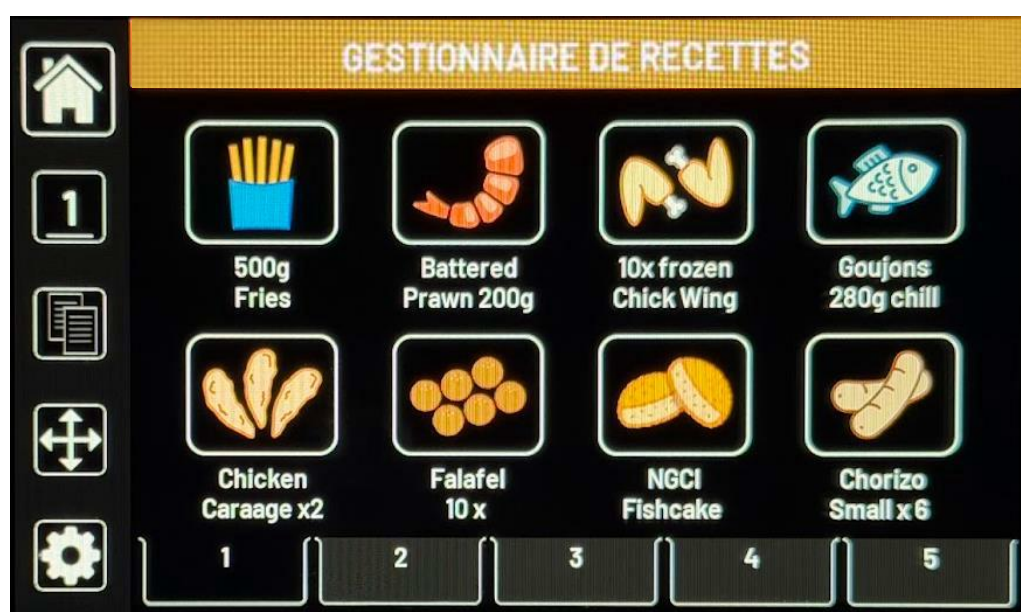 GESTIONNAIRE DE RECETTES
1
500g
Fries
Battered
Prawn 200g
10x frozen
Chick Wing
Goujons
280g chill
Chicken
Caraage x2
Falafel
10 x
NGCI
Fishcake
Chorizo
Small x 6
1
2
3
4
5